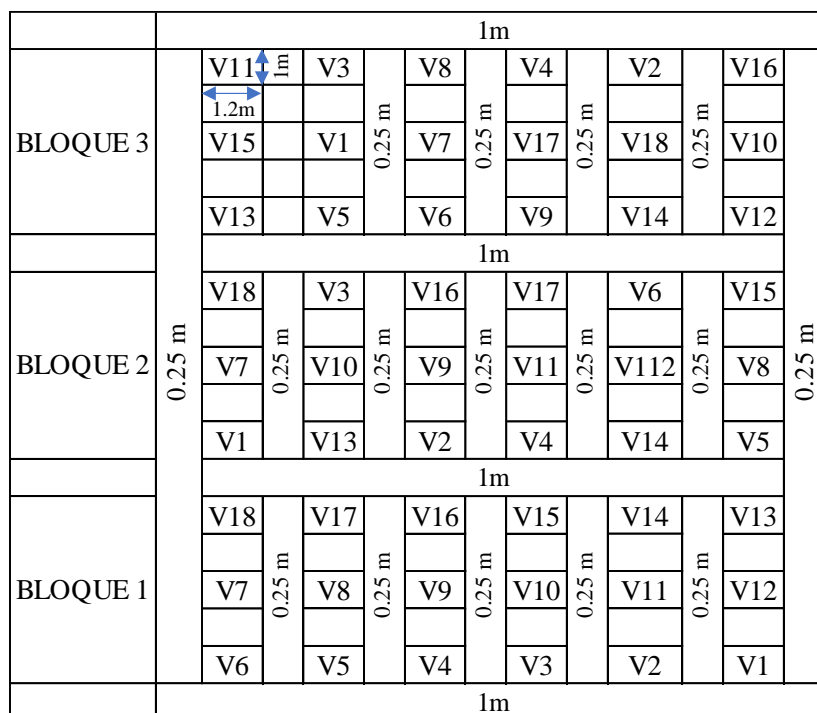 1m
V11 1m V3 V8 V4 V2 V16
1.2m
BLOQUE 3 V15 V1 0.25 m V7 0.25 m V17 0.25 m V18 0.25 m V10
V13 V5 V6 V9 V14 V12
1m
V18 V3 V16 V17 V6 V15
BLOQUE 2 0.25 m V7 0.25 m V10 0.25 m V9 0.25 m V11 0.25 m V112 0.25 m V8 0.25 m
V1 V13 V2 V4 V14 V5
1m
V18 V17 V16 V15 V14 V13
BLOQUE 1 V7 0.25 m V8 0.25 m V9 0.25 m V10 0.25 m V11 0.25 m V12
V6 V5 V4 V3 V2 V1
1m